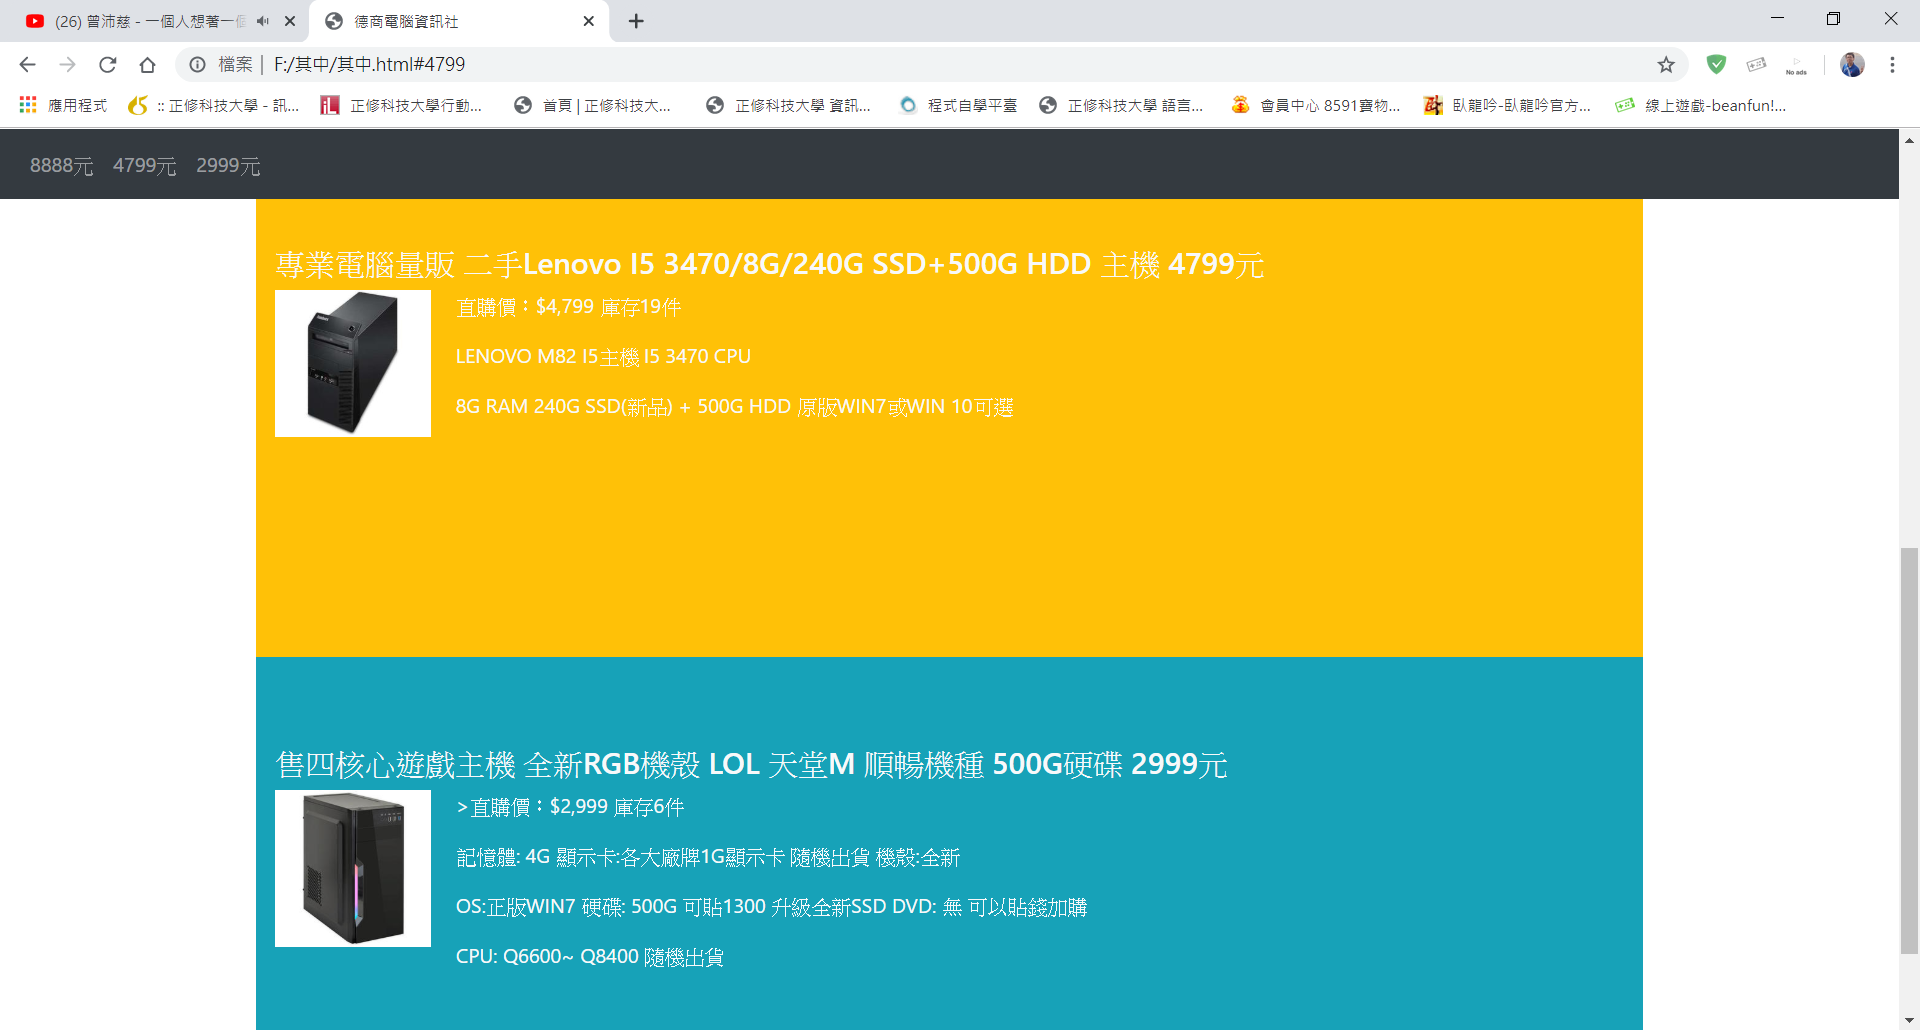 (26) 曾沛慈 - 一個人想著一個
德商電腦資訊社
檔案 | F:/其中/其中.html#4799
No ads
應用程式 :: 正修科技大學 - 訊... 正修科技大學行動... 首頁 | 正修科技大... 正修科技大學 資訊... 程式自學平臺 正修科技大學 語言... 會員中心 8591寶物... 臥龍吟-臥龍吟官方... 線上遊戲-beanfun!...
8888元 4799元 2999元
專業電腦量販 二手Lenovo I5 3470/8G/240G SSD+500G HDD 主機 4799元
直購價：$4,799 庫存19件
LENOVO M82 I5主機 I5 3470 CPU
8G RAM 240G SSD(新品) + 500G HDD 原版WIN7或WIN 10可選
售四核心遊戲主機 全新RGB機殼 LOL 天堂M 順暢機種 500G硬碟 2999元
>直購價：$2,999 庫存6件
記憶體: 4G 顯示卡:各大廠牌1G顯示卡 隨機出貨 機殼:全新
OS:正版WIN7 硬碟: 500G 可貼1300 升級全新SSD DVD: 無 可以貼錢加購
CPU: Q6600~ Q8400 隨機出貨